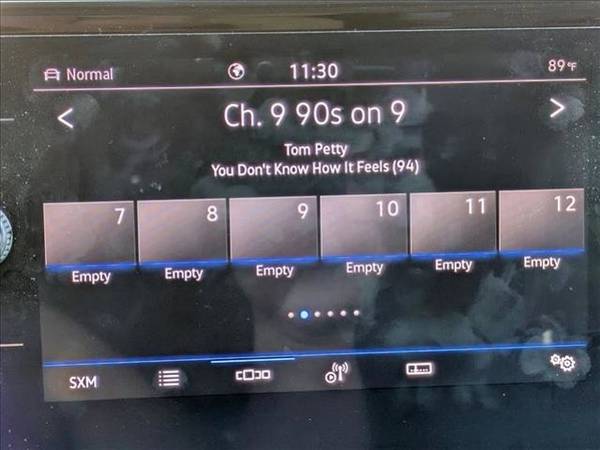 Normal 11:30 89°F
Ch. 9 90s on 9
Tom Petty
You Don't Know How It Feels (94)
7 8 9 10 11 12
Empty Empty Empty Empty Empty Empty
SXM